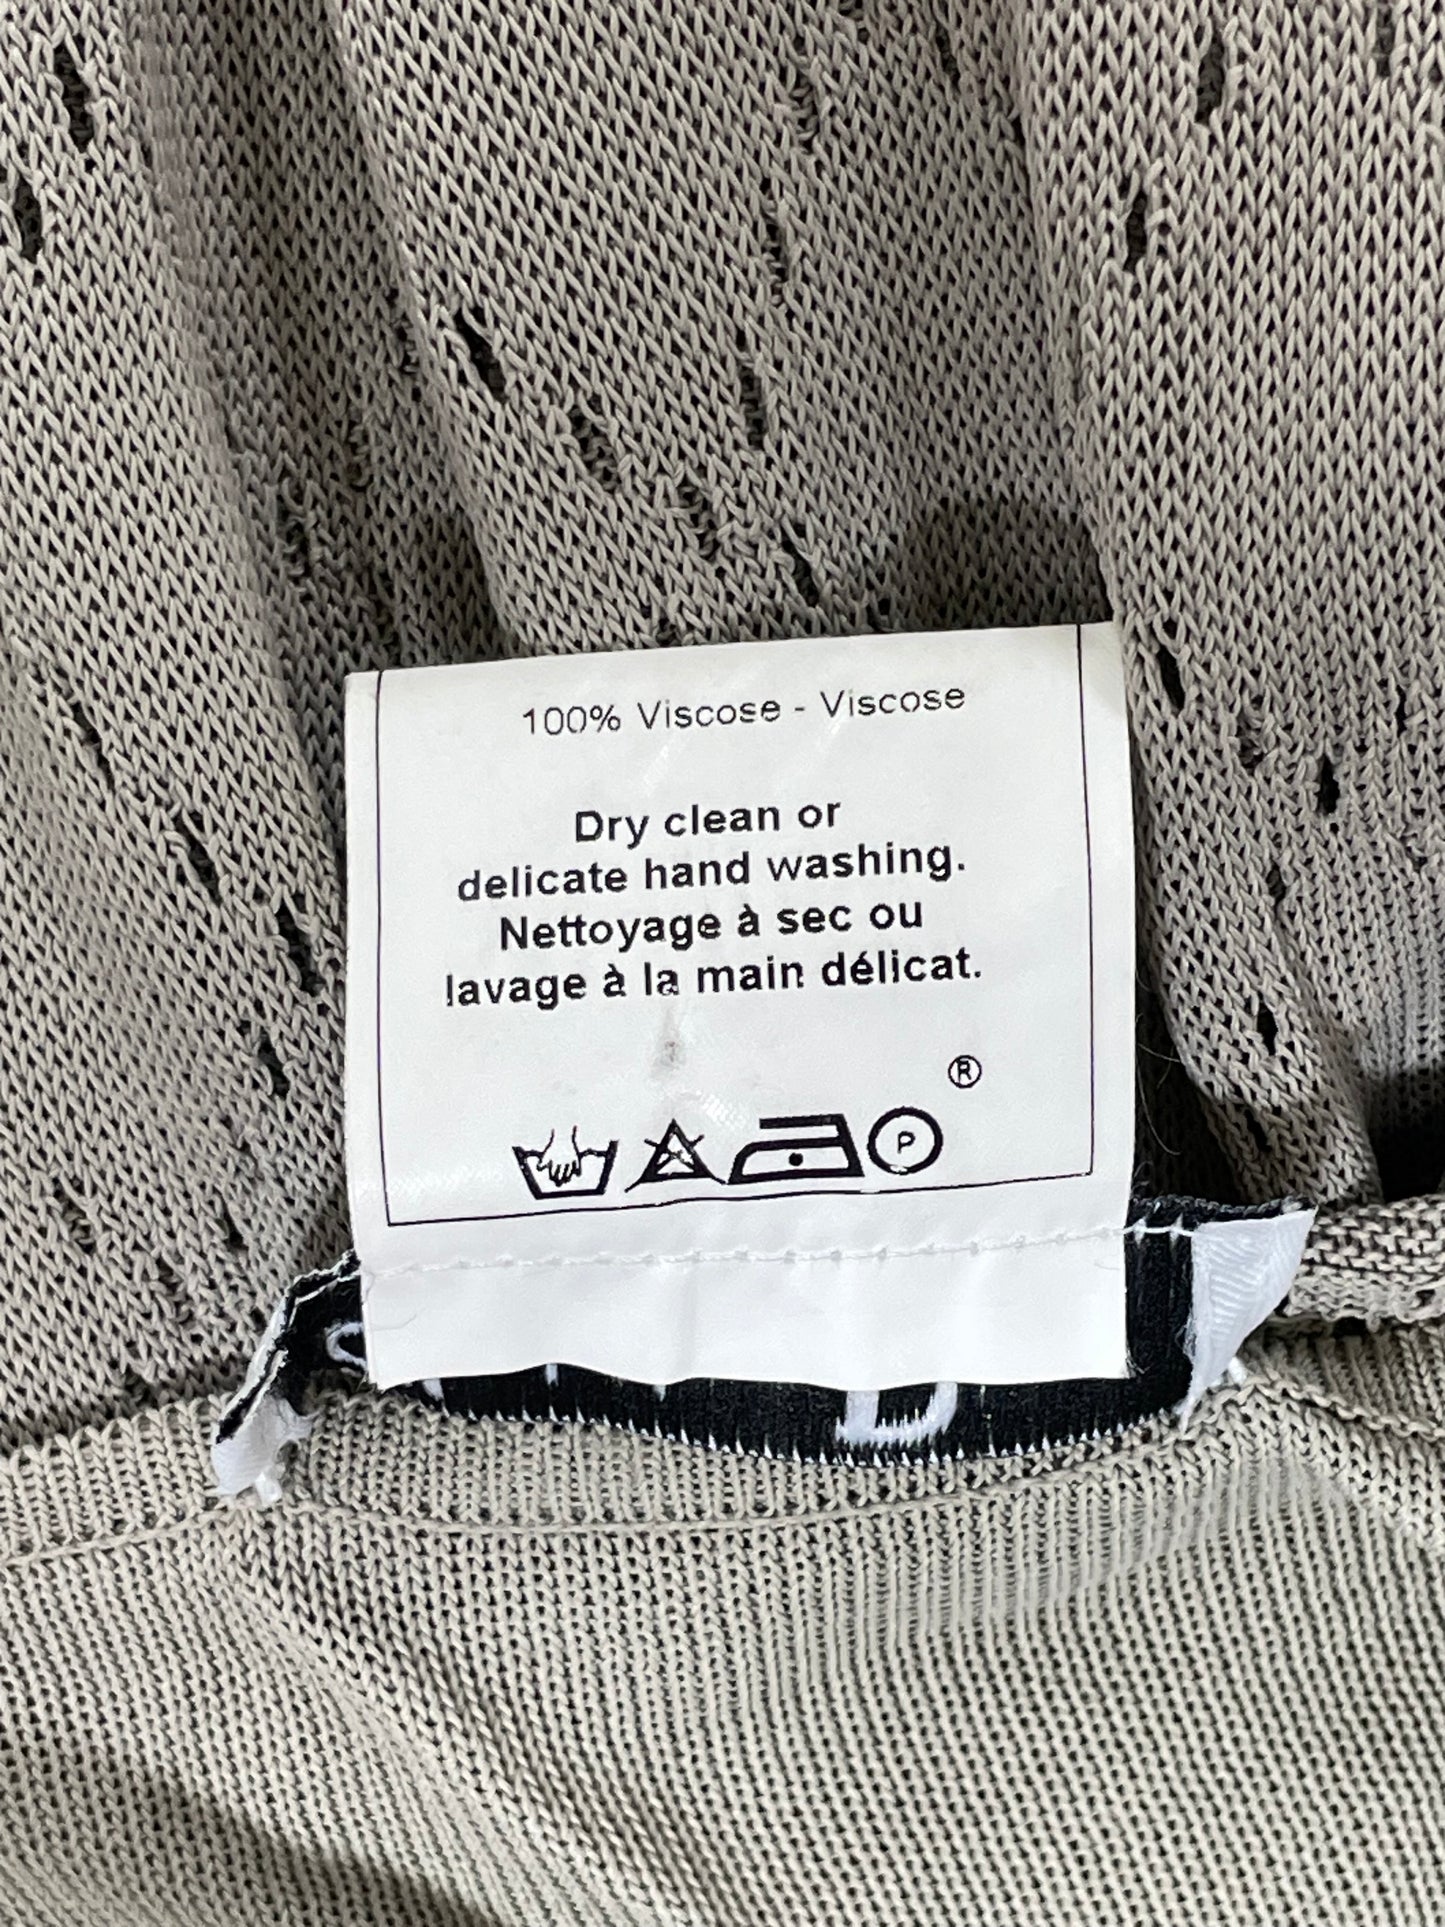 100% Viscose - Viscose
Dry clean or
delicate hand washing.
Nettoyage à sec ou
lavage à la main délicat.
®
P